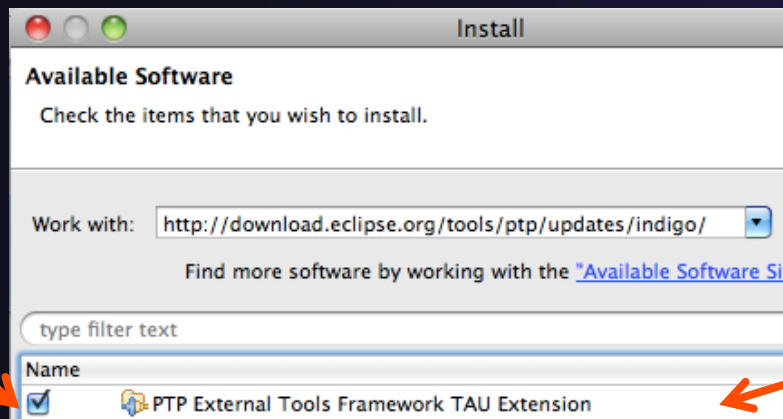 Install
Available Software
Check the items that you wish to install.
Work with: http://download.eclipse.org/tools/ptp/updates/indigo/
Find more software by working with the "Available Software Si
type filter text
Name
PTP External Tools Framework TAU Extension